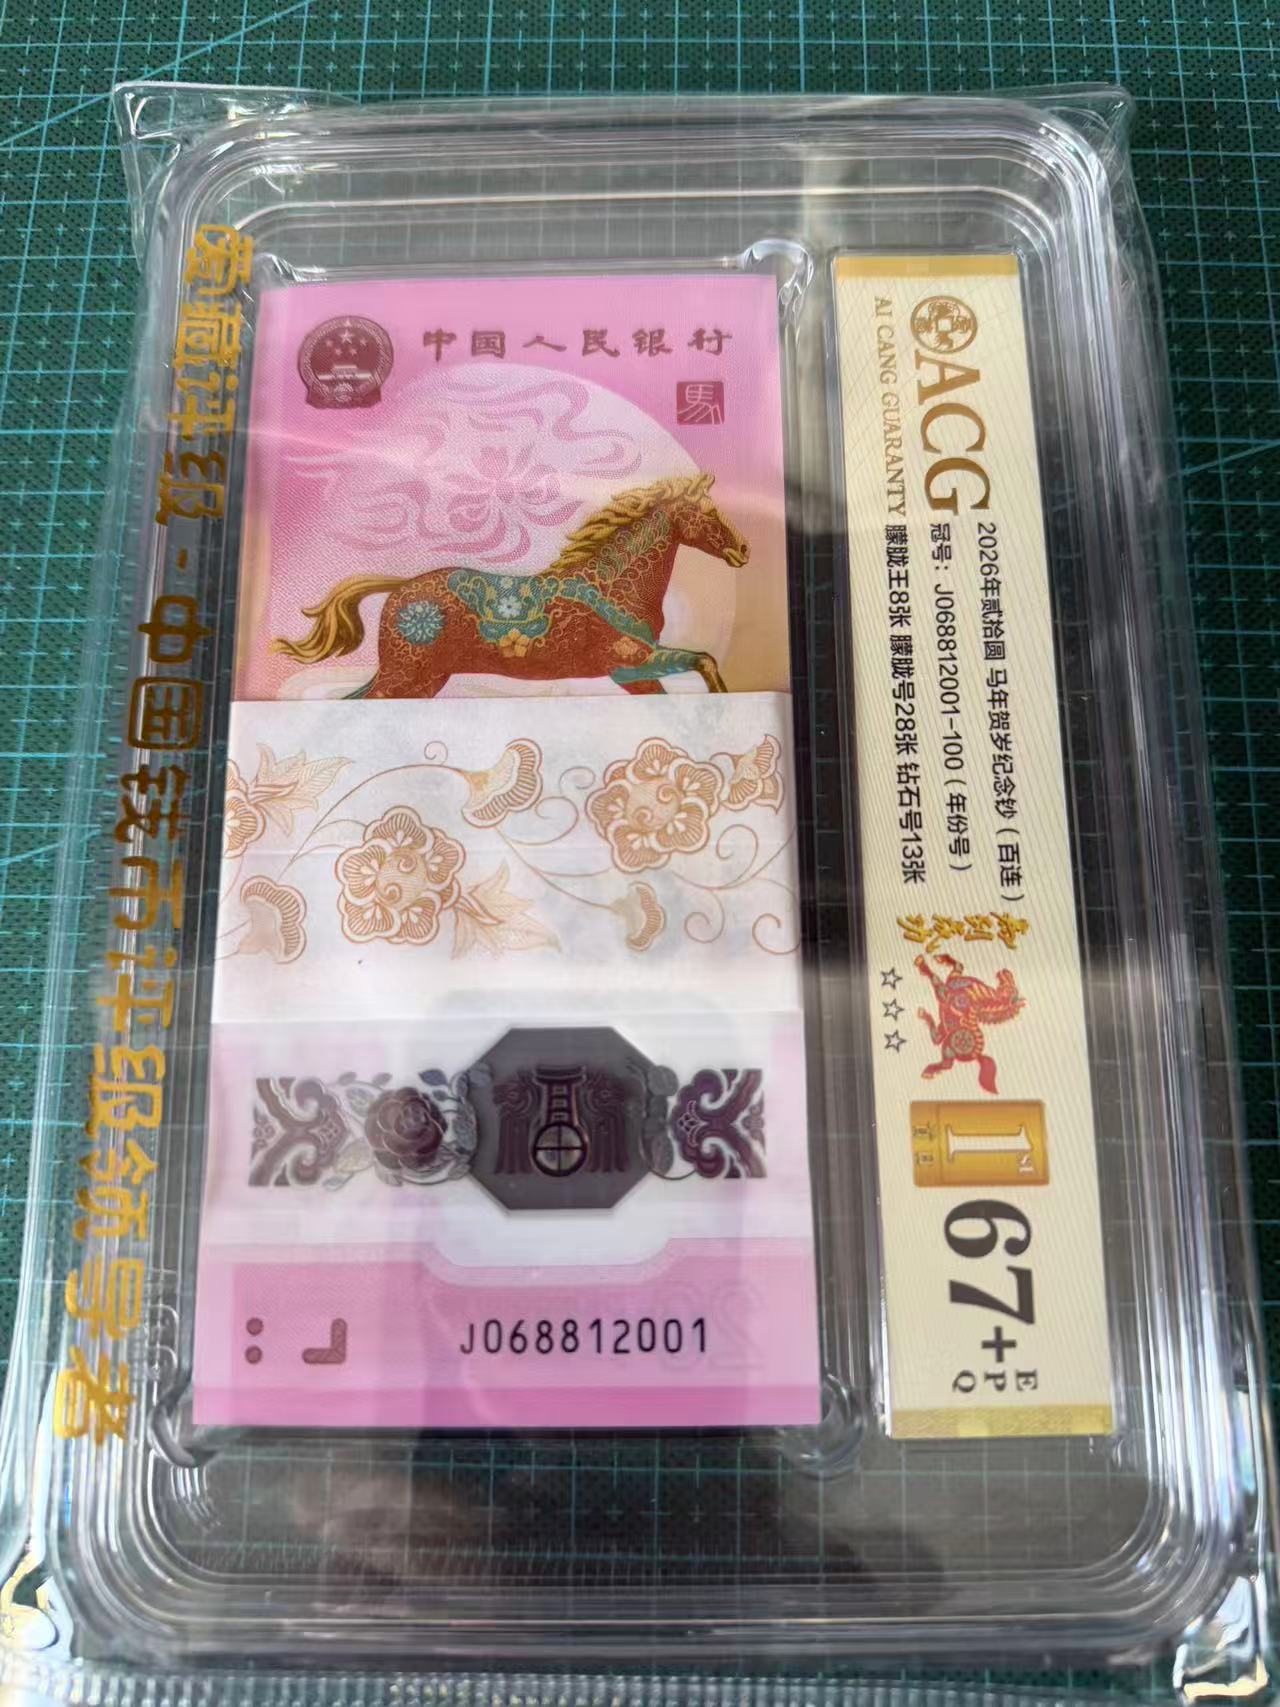 爱藏评级-中国钱币评级领导者
中国人民银行
馬
J068812001
ACG
AI CANG GUARANTY
2026年贰拾圆 马年贺岁纪念钞（百连）
冠号：J068812001-100（年份号）
朦胧王8张 朦胧号28张 钻石号13张
马到成功
☆☆☆
1st
首期
67+
E
P
Q